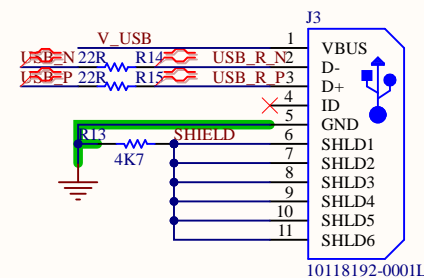 J3
V_USB 1 VBUS
USB_N 22R R14 USB_R_N 2 D-
USB_P 22R R15 USB_R_P 3 D+
4 ID
5 GND
R13 SHIELD 6 SHLD1
4K7
7 SHLD2
8 SHLD3
9 SHLD4
10 SHLD5
11 SHLD6
10118192-0001L